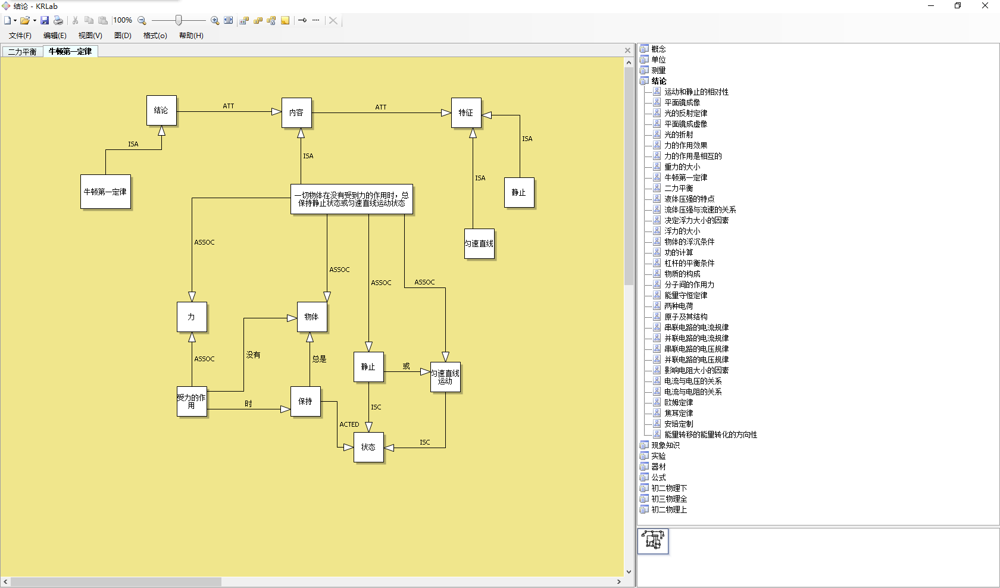 结论 - KRLab
100%
文件(F)
编辑(E)
视图(V)
图(D)
格式(o)
帮助(H)
二力平衡
牛顿第一定律
结论
ATT
内容
ATT
特征
ISA
ISA
ISA
ISA
牛顿第一定律
一切物体在没有受到力的作用时，总
保持静止状态或匀速直线运动状态
静止
匀速直线
ASSOC
ASSOC
ASSOC
ASSOC
力
物体
ASSOC
没有
总是
静止
或
匀速直线
运动
受力的作
用
时
保持
ISC
ACTED
状态
ISC
概念
单位
测量
结论
运动和静止的相对性
平面镜成像
光的反射定律
平面镜成虚像
光的折射
力的作用效果
力的作用是相互的
重力的大小
牛顿第一定律
二力平衡
液体压强的特点
流体压强与流速的关系
决定浮力大小的因素
浮力的大小
物体的浮沉条件
功的计算
杠杆的平衡条件
物质的构成
分子间的作用力
能量守恒定律
两种电荷
原子及其结构
串联电路的电流规律
并联电路的电流规律
串联电路的电压规律
并联电路的电压规律
影响电阻大小的因素
电流与电压的关系
电流与电阻的关系
欧姆定律
焦耳定律
安培定制
能量转移的能量转化的方向性
现象知识
实验
器材
公式
初二物理下
初三物理全
初二物理上